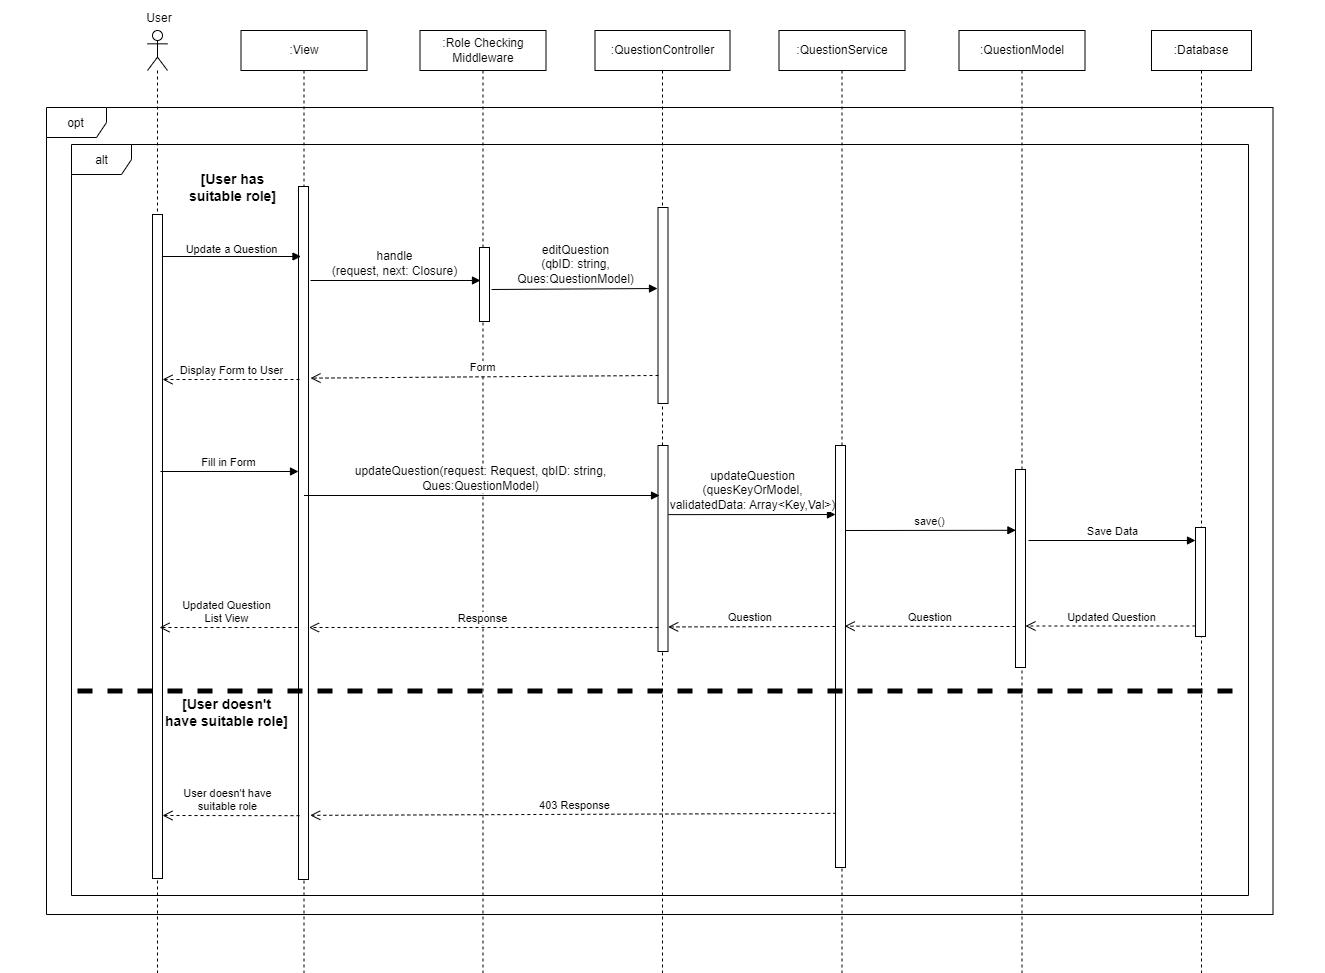 User
:View
:Role Checking
Middleware
:QuestionController
:QuestionService
:QuestionModel
:Database
opt
alt
[User has
suitable role]
Update a Question
handle
(request, next: Closure)
editQuestion
(qbID: string,
Ques:QuestionModel)
Form
Display Form to User
Fill in Form
updateQuestion(request: Request, qbID: string,
Ques:QuestionModel)
updateQuestion
(quesKeyOrModel,
validatedData: Array<Key,Val>)
save()
Save Data
Updated Question
List View
Response
Question
Question
Updated Question
[User doesn't
have suitable role]
User doesn't have
suitable role
403 Response